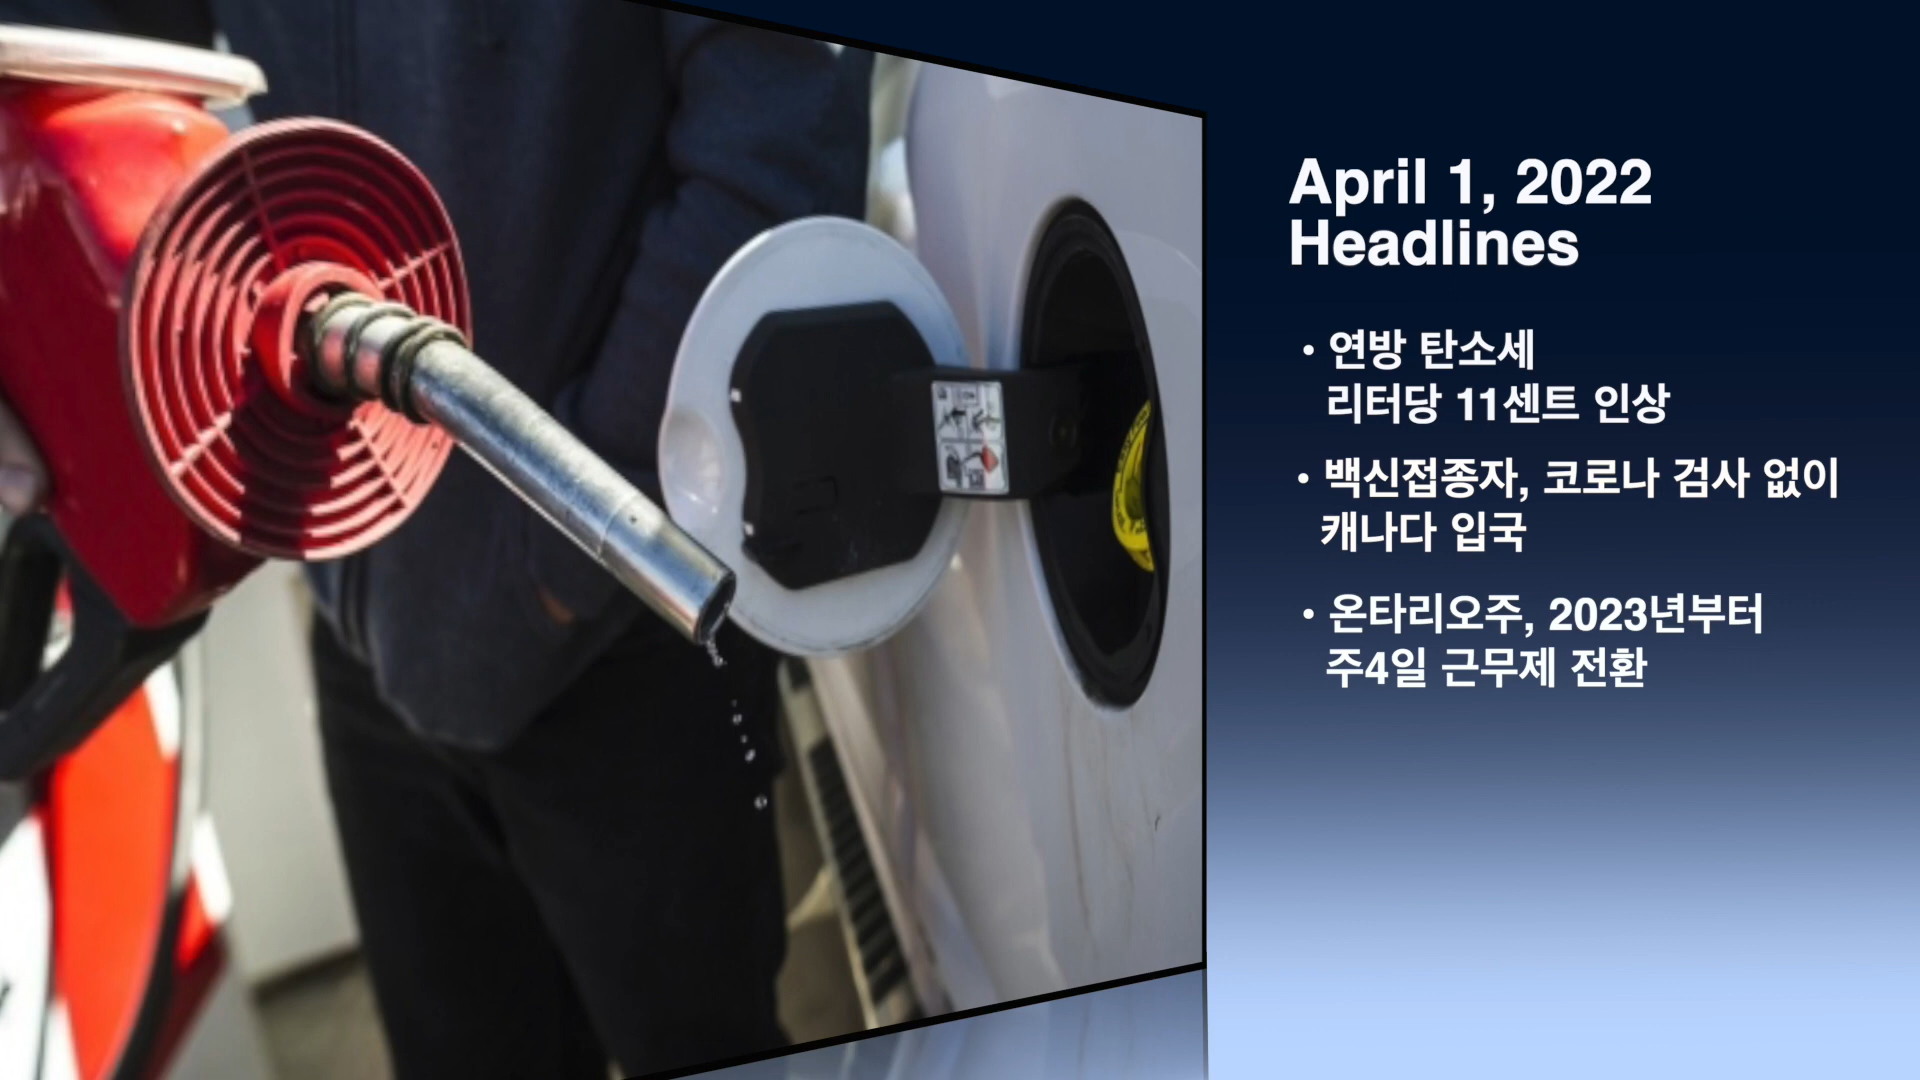 April 1, 2022
Headlines
• 연방 탄소세
리터당 11센트 인상
• 백신접종자, 코로나 검사 없이
캐나다 입국
• 온타리오주, 2023년부터
주4일 근무제 전환